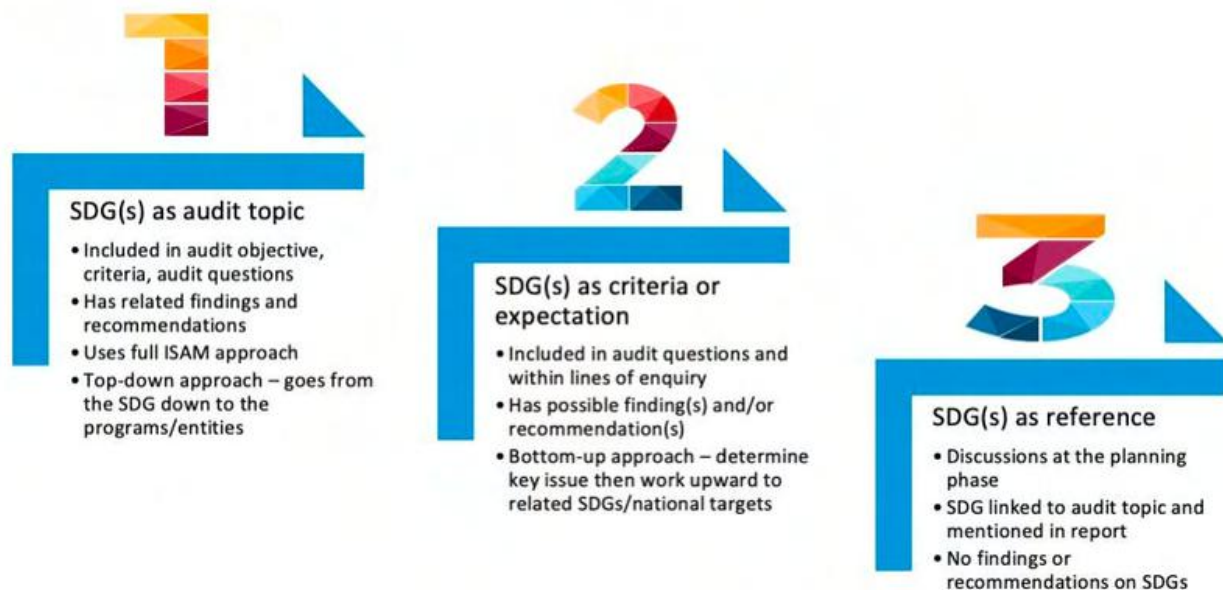 1
SDG(s) as audit topic
• Included in audit objective,
criteria, audit questions
• Has related findings and
recommendations
• Uses full ISAM approach
• Top-down approach – goes from
the SDG down to the
programs/entities
2
SDG(s) as criteria or
expectation
• Included in audit questions and
within lines of enquiry
• Has possible finding(s) and/or
recommendation(s)
• Bottom-up approach – determine
key issue then work upward to
related SDGs/national targets
3
SDG(s) as reference
• Discussions at the planning
phase
• SDG linked to audit topic and
mentioned in report
• No findings or
recommendations on SDGs